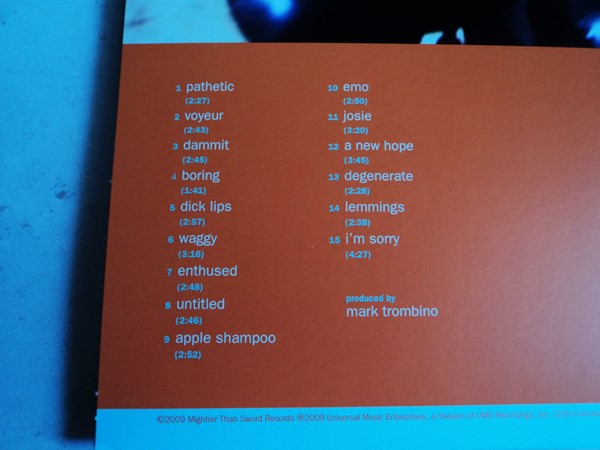 1 pathetic
(2:27)
2 voyeur
(2:43)
3 dammit
(2:45)
4 boring
(1:41)
5 dick lips
(2:57)
6 waggy
(3:16)
7 enthused
(2:48)
8 untitled
(2:46)
9 apple shampoo
(2:52)
10 emo
(2:50)
11 josie
(3:20)
12 a new hope
(3:45)
13 degenerate
(2:28)
14 lemmings
(2:38)
15 i'm sorry
(4:27)
produced by
mark trombino
©2009 Mightier Than Sword Records ℗2009 Universal Music Enterprises, a Division of UMG Recordings, Inc.